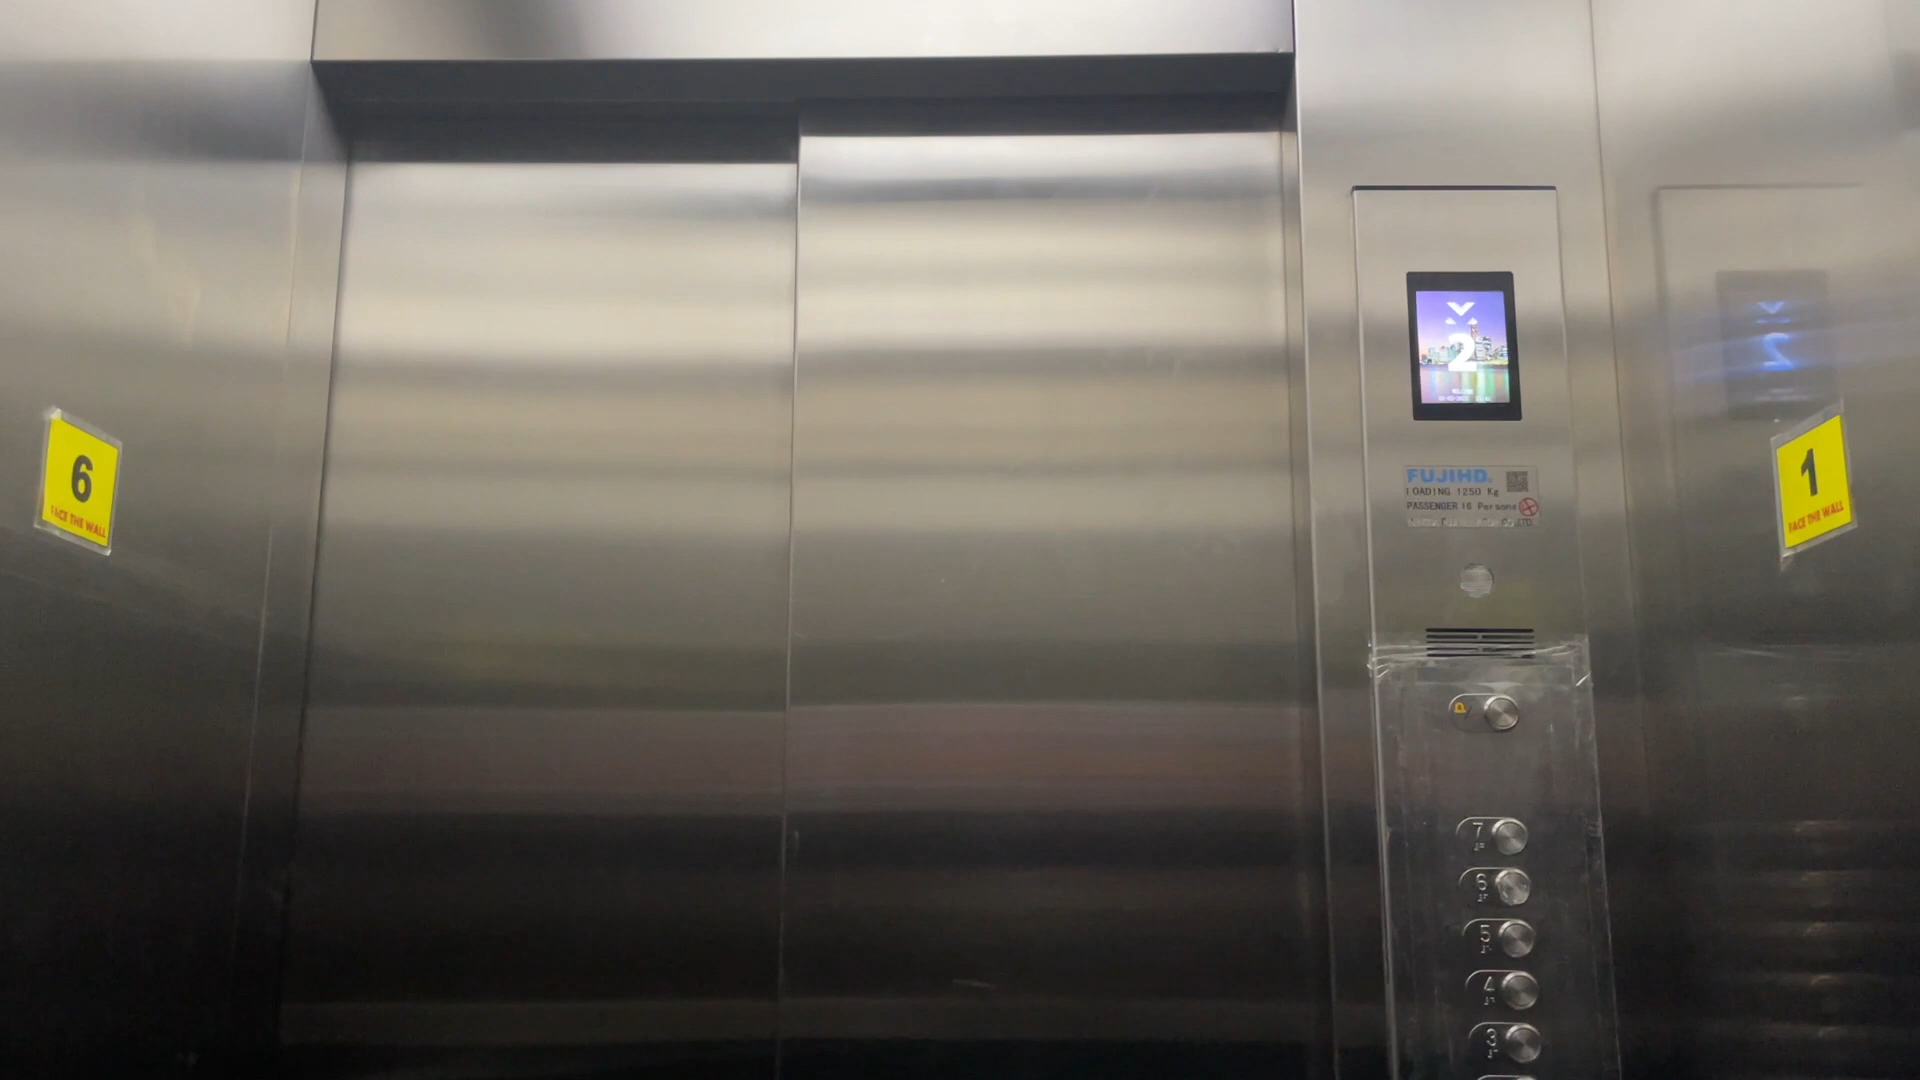 2
6
FACE THE WALL
FUJIHD.
LOADING 1250 Kg
PASSENGER 16 Persons
1
FACE THE WALL
7
6
5
4
3